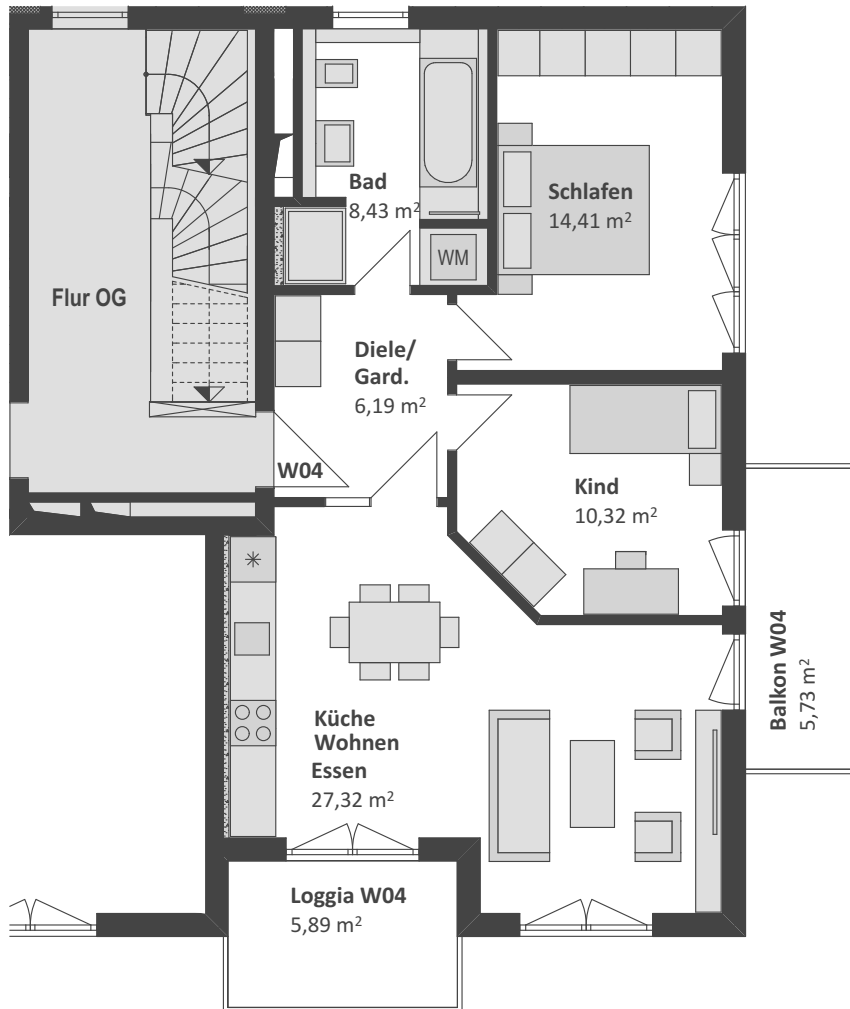 Bad
8,43 m²
Schlafen
14,41 m²
WM
Flur OG
Diele/
Gard.
6,19 m²
W04
Kind
10,32 m²
Küche
Wohnen
Essen
27,32 m²
Balkon W04
5,73 m²
Loggia W04
5,89 m²